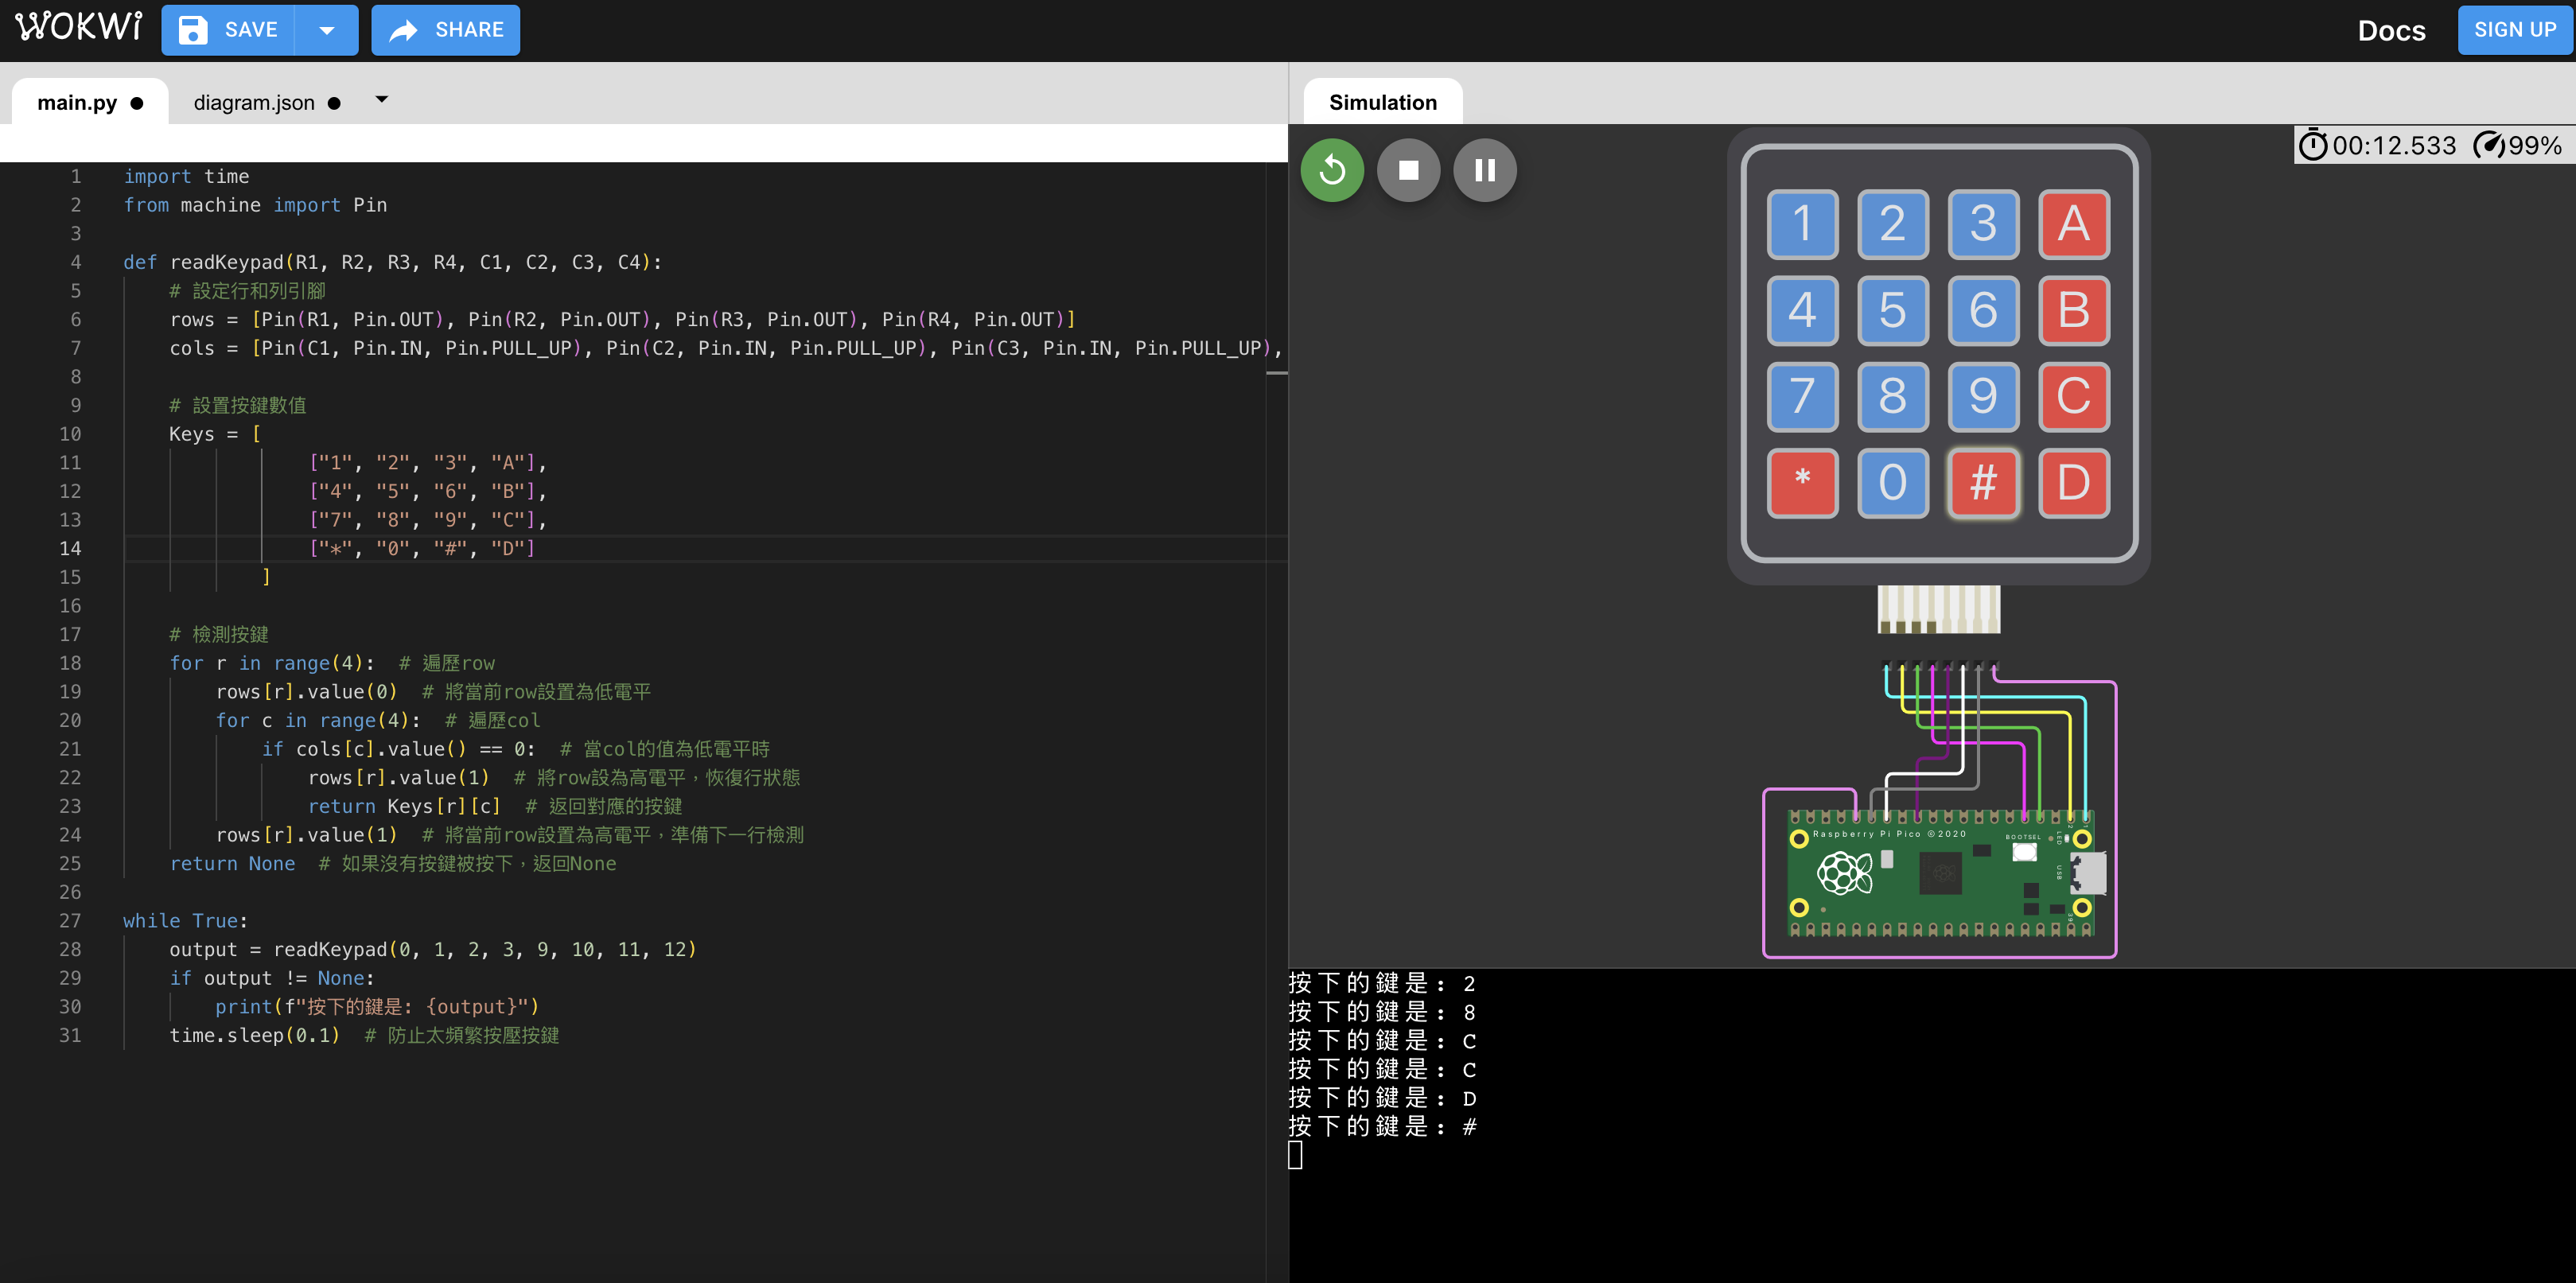 WOKWi
SAVE
SHARE
Docs
SIGN UP
main.py
diagram.json
Simulation
00:12.533
99%
1 import time
2 from machine import Pin
3
4 def readKeypad(R1, R2, R3, R4, C1, C2, C3, C4):
5 # 設定行和列引腳
6 rows = [Pin(R1, Pin.OUT), Pin(R2, Pin.OUT), Pin(R3, Pin.OUT), Pin(R4, Pin.OUT)]
7 cols = [Pin(C1, Pin.IN, Pin.PULL_UP), Pin(C2, Pin.IN, Pin.PULL_UP), Pin(C3, Pin.IN, Pin.PULL_UP),
8
9 # 設置按鍵數值
10 Keys = [
11 ["1", "2", "3", "A"],
12 ["4", "5", "6", "B"],
13 ["7", "8", "9", "C"],
14 ["*", "0", "#", "D"]
15 ]
16
17 # 檢測按鍵
18 for r in range(4): # 遍歷row
19 rows[r].value(0) # 將當前row設置為低電平
20 for c in range(4): # 遍歷col
21 if cols[c].value() == 0: # 當col的值為低電平時
22 rows[r].value(1) # 將row設為高電平，恢復行狀態
23 return Keys[r][c] # 返回對應的按鍵
24 rows[r].value(1) # 將當前row設置為高電平，準備下一行檢測
25 return None # 如果沒有按鍵被按下，返回None
26
27 while True:
28 output = readKeypad(0, 1, 2, 3, 9, 10, 11, 12)
29 if output != None:
30 print(f"按下的鍵是: {output}")
31 time.sleep(0.1) # 防止太頻繁按壓按鍵
1 2 3 A
4 5 6 B
7 8 9 C
* 0 # D
Raspberry Pi Pico ©2020
BOOTSEL
LED
USB
按下的鍵是: 2
按下的鍵是: 8
按下的鍵是: C
按下的鍵是: C
按下的鍵是: D
按下的鍵是: #